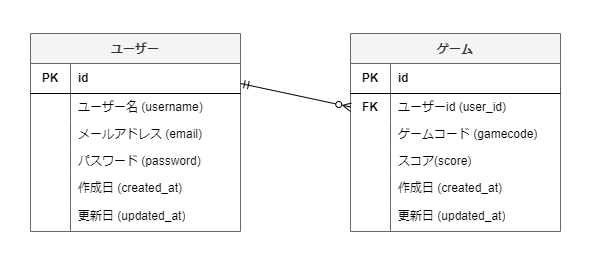 ユーザー
PK id
ユーザー名 (username)
メールアドレス (email)
パスワード (password)
作成日 (created_at)
更新日 (updated_at)
ゲーム
PK id
FK ユーザーid (user_id)
ゲームコード (gamecode)
スコア(score)
作成日 (created_at)
更新日 (updated_at)